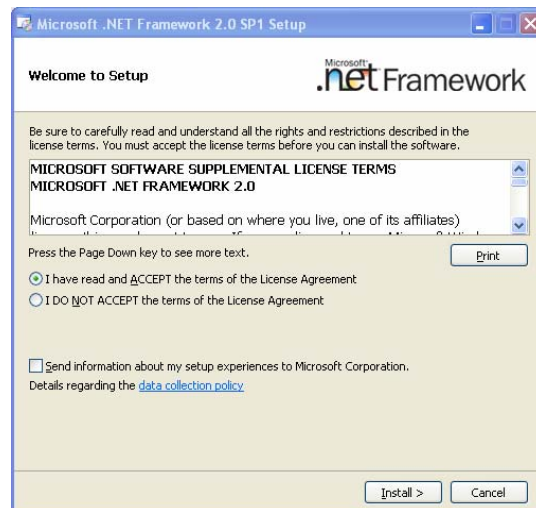 Microsoft .NET Framework 2.0 SP1 Setup
Welcome to Setup
Microsoft
.net Framework
Be sure to carefully read and understand all the rights and restrictions described in the
license terms. You must accept the license terms before you can install the software.
MICROSOFT SOFTWARE SUPPLEMENTAL LICENSE TERMS
MICROSOFT .NET FRAMEWORK 2.0
Microsoft Corporation (or based on where you live, one of its affiliates)
Press the Page Down key to see more text.
Print
I have read and ACCEPT the terms of the License Agreement
I DO NOT ACCEPT the terms of the License Agreement
Send information about my setup experiences to Microsoft Corporation.
Details regarding the data collection policy
Install >
Cancel